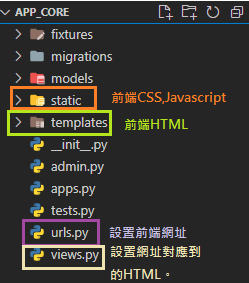 APP_CORE
fixtures
migrations
models
static 前端CSS,Javascript
templates 前端HTML
__init__.py
admin.py
apps.py
tests.py
urls.py 設置前端網址
views.py 設置網址對應到
的HTML。